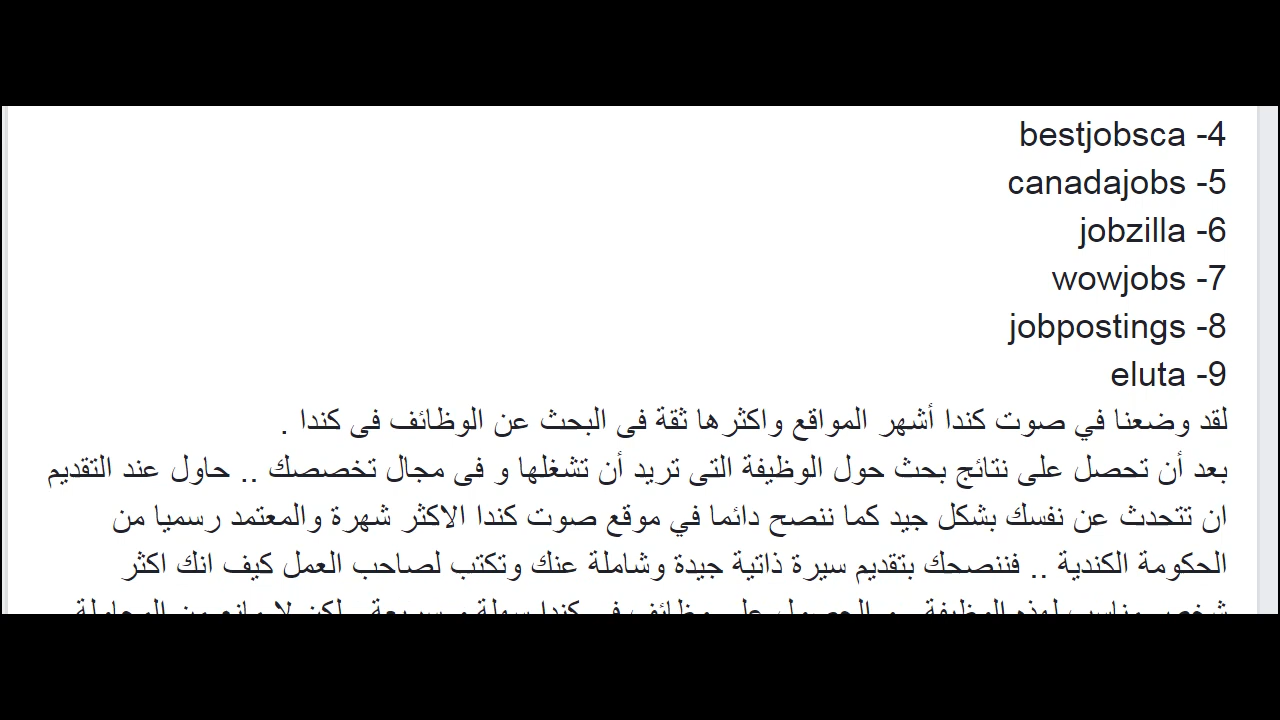 4- bestjobsca
5- canadajobs
6- jobzilla
7- wowjobs
8- jobpostings
9- eluta
لقد وضعنا في صوت كندا أشهر المواقع واكثرها ثقة فى البحث عن الوظائف فى كندا .
بعد أن تحصل على نتائج بحث حول الوظيفة التى تريد أن تشغلها و فى مجال تخصصك .. حاول عند التقديم
ان تتحدث عن نفسك بشكل جيد كما ننصح دائما في موقع صوت كندا الاكثر شهرة والمعتمد رسميا من
الحكومة الكندية .. فننصحك بتقديم سيرة ذاتية جيدة وشاملة عنك وتكتب لصاحب العمل كيف انك اكثر
شخص مناسب لهذه الوظيفة